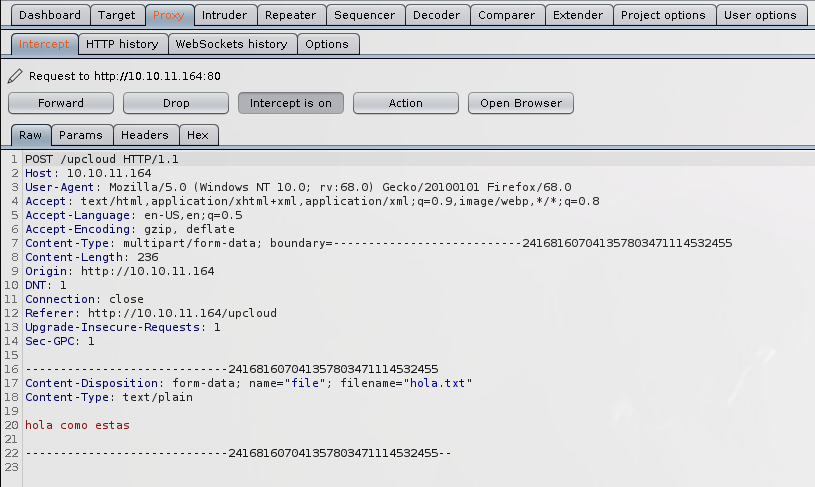 Dashboard Target Proxy Intruder Repeater Sequencer Decoder Comparer Extender Project options User options
Intercept HTTP history WebSockets history Options
Request to http://10.10.11.164:80
Forward Drop Intercept is on Action Open Browser
Raw Params Headers Hex
1 POST /upcloud HTTP/1.1
2 Host: 10.10.11.164
3 User-Agent: Mozilla/5.0 (Windows NT 10.0; rv:68.0) Gecko/20100101 Firefox/68.0
4 Accept: text/html,application/xhtml+xml,application/xml;q=0.9,image/webp,*/*;q=0.8
5 Accept-Language: en-US,en;q=0.5
6 Accept-Encoding: gzip, deflate
7 Content-Type: multipart/form-data; boundary=---------------------------2416816070413578034711114532455
8 Content-Length: 236
9 Origin: http://10.10.11.164
10 DNT: 1
11 Connection: close
12 Referer: http://10.10.11.164/upcloud
13 Upgrade-Insecure-Requests: 1
14 Sec-GPC: 1
15
16 -----------------------------2416816070413578034711114532455
17 Content-Disposition: form-data; name="file"; filename="hola.txt"
18 Content-Type: text/plain
19
20 hola como estas
21
22 -----------------------------2416816070413578034711114532455--
23